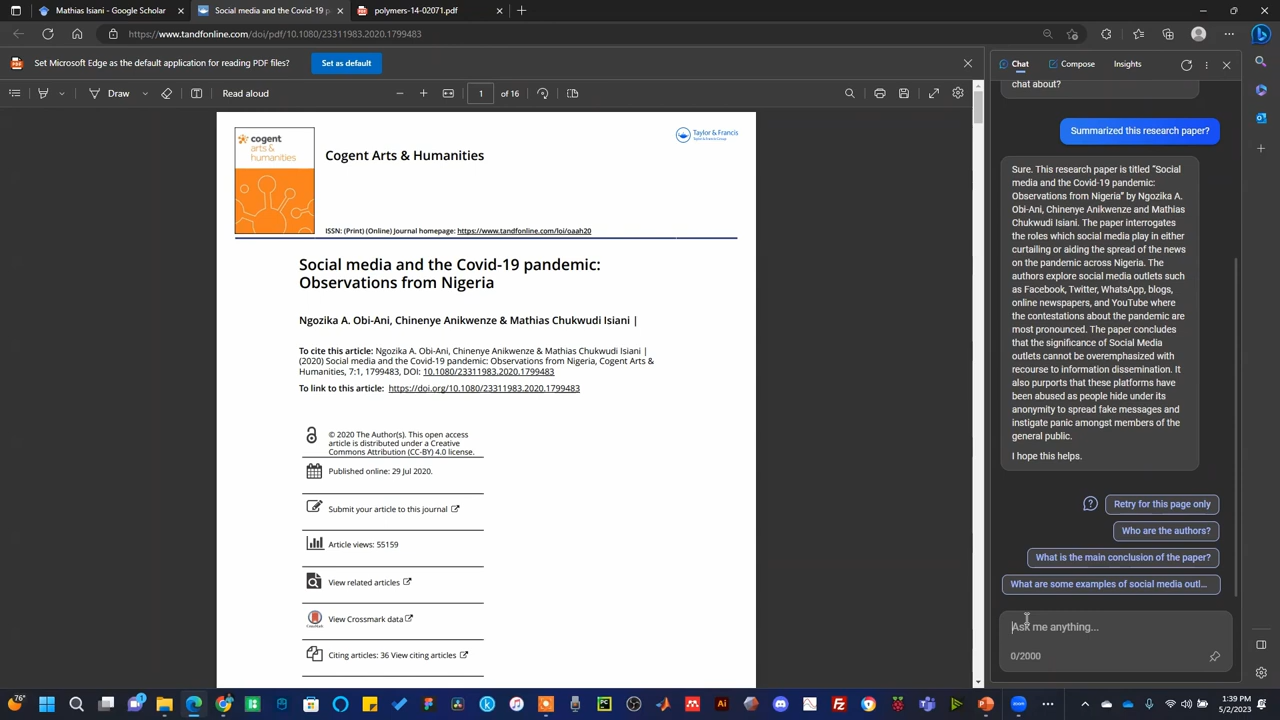 Mathias Isiani - Google Scholar
Social media and the Covid-19 p
polymers-14-02071.pdf
https://www.tandfonline.com/doi/pdf/10.1080/23311983.2020.1799483
Set Microsoft Edge as the default application for reading PDF files?
Set as default
Draw
Read aloud
1
of 16
cogent
arts &
humanities
Cogent Arts & Humanities
Taylor & Francis
Taylor & Francis Group
ISSN: (Print) (Online) Journal homepage: https://www.tandfonline.com/loi/oaah20
Social media and the Covid-19 pandemic:
Observations from Nigeria
Ngozika A. Obi-Ani, Chinenye Anikwenze & Mathias Chukwudi Isiani |
To cite this article: Ngozika A. Obi-Ani, Chinenye Anikwenze & Mathias Chukwudi Isiani |
(2020) Social media and the Covid-19 pandemic: Observations from Nigeria, Cogent Arts &
Humanities, 7:1, 1799483, DOI: 10.1080/23311983.2020.1799483
To link to this article: https://doi.org/10.1080/23311983.2020.1799483
© 2020 The Author(s). This open access
article is distributed under a Creative
Commons Attribution (CC-BY) 4.0 license.
Published online: 29 Jul 2020.
Submit your article to this journal
Article views: 55159
View related articles
View Crossmark data
Citing articles: 36 View citing articles
Chat
Compose
Insights
chat about?
Summarized this research paper?
Sure. This research paper is titled "Social
media and the Covid-19 pandemic:
Observations from Nigeria" by Ngozika A.
Obi-Ani, Chinenye Anikwenze and Mathias
Chukwudi Isiani. The paper interrogates
the roles which social media play in either
curtailing or aiding the spread of the news
on the pandemic across Nigeria. The
authors explore social media outlets such
as Facebook, Twitter, WhatsApp, blogs,
online newspapers, and YouTube where
the contestations about the pandemic are
most pronounced. The paper concludes
that the significance of Social Media
outlets cannot be overemphasized with
recourse to information dissemination. It
also purports that these platforms have
been abused as people hide under its
anonymity to spread fake messages and
instigate panic amongst members of the
general public.
I hope this helps.
Retry for this page only
Who are the authors?
What is the main conclusion of the paper?
What are some examples of social media outl...
Ask me anything...
0/2000
76°
1:39 PM
5/2/2023